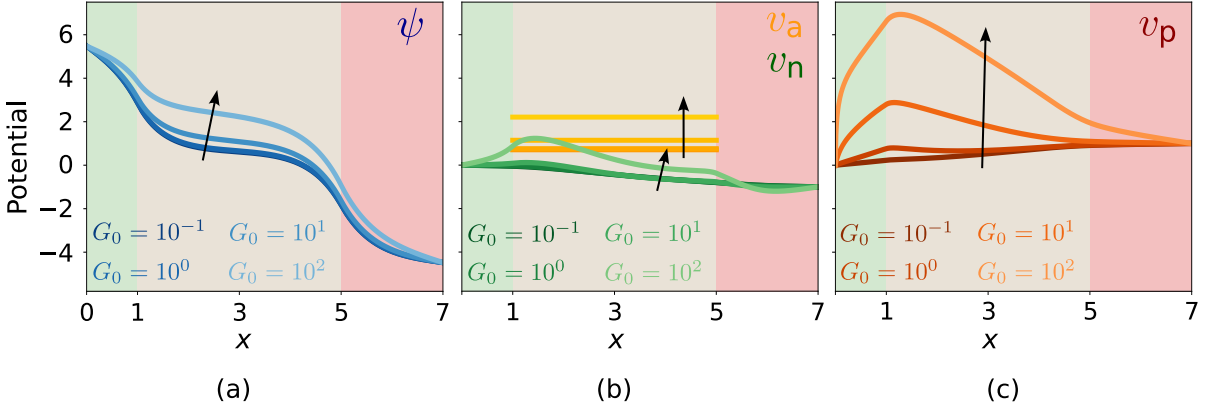 Potential
6
4
2
0
−2
−4
ψ
G₀ = 10⁻¹ G₀ = 10¹
G₀ = 10⁰ G₀ = 10²
0 1 3 5 7
x
(a)
v_a
v_n
G₀ = 10⁻¹ G₀ = 10¹
G₀ = 10⁰ G₀ = 10²
1 3 5 7
x
(b)
v_p
G₀ = 10⁻¹ G₀ = 10¹
G₀ = 10⁰ G₀ = 10²
1 3 5 7
x
(c)